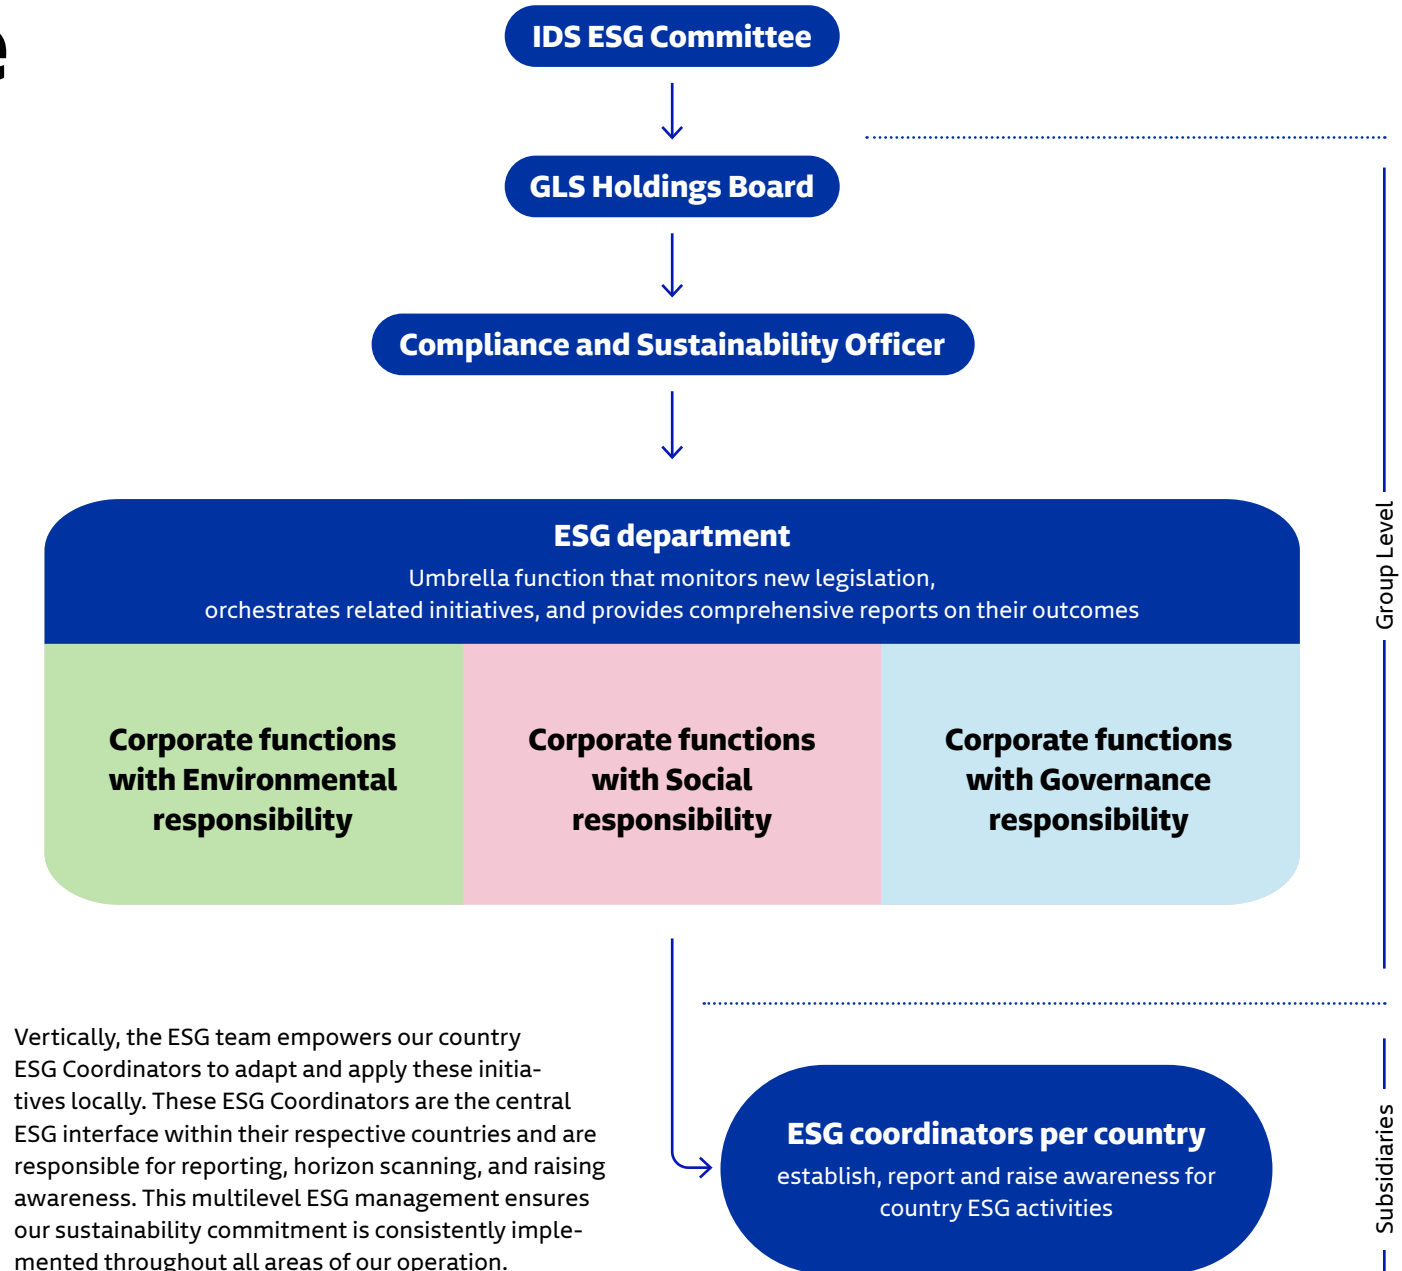 e
IDS ESG Committee
GLS Holdings Board
Compliance and Sustainability Officer
ESG department
Umbrella function that monitors new legislation,
orchestrates related initiatives, and provides comprehensive reports on their outcomes
Corporate functions
with Environmental
responsibility
Corporate functions
with Social
responsibility
Corporate functions
with Governance
responsibility
Group Level
Vertically, the ESG team empowers our country
ESG Coordinators to adapt and apply these initia-
tives locally. These ESG Coordinators are the central
ESG interface within their respective countries and are
responsible for reporting, horizon scanning, and raising
awareness. This multilevel ESG management ensures
our sustainability commitment is consistently imple-
mented throughout all areas of our operation.
ESG coordinators per country
establish, report and raise awareness for
country ESG activities
Subsidiaries